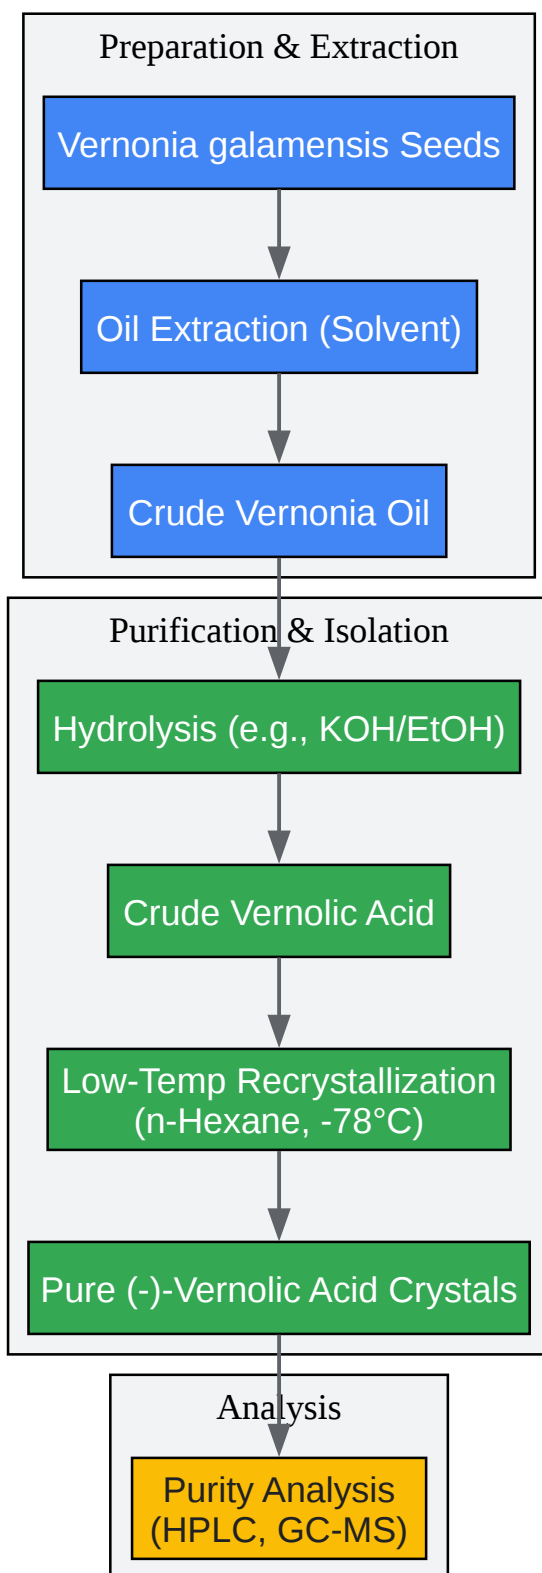 Preparation & Extraction
Vernonia galamensis Seeds
Oil Extraction (Solvent)
Crude Vernonia Oil
Purification & Isolation
Hydrolysis (e.g., KOH/EtOH)
Crude Vernolic Acid
Low-Temp Recrystallization
(n-Hexane, -78°C)
Pure (-)-Vernolic Acid Crystals
Analysis
Purity Analysis
(HPLC, GC-MS)